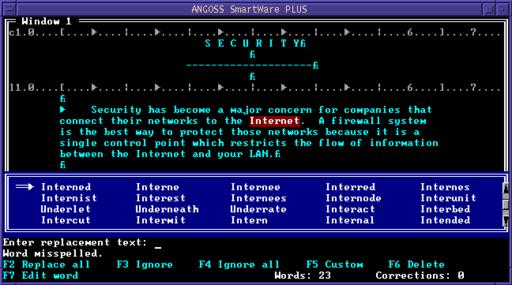 ANGOSS SmartWare PLUS
Window 1
c1.0....[....►....¦....►....¦....►....¦....►....¦....►....6....]....7....
S E C U R I T Y
--------------------
l1.0....[....►....¦....►....¦....►....¦....►....¦....►....6....]....7....
Security has become a major concern for companies that
connect their networks to the Internet. A firewall system
is the best way to protect those networks because it is a
single control point which restricts the flow of information
between the Internet and your LAN.
Interned Interne Internee Interred Internes
Internist Interest Internees Internode Interunit
Underlet Underneath Underrate Interact Interbed
Intercut Intermit Intern Internal Intended
Enter replacement text: _
Word misspelled.
F2 Replace all F3 Ignore F4 Ignore all F5 Custom F6 Delete
F7 Edit word Words: 23 Corrections: 0